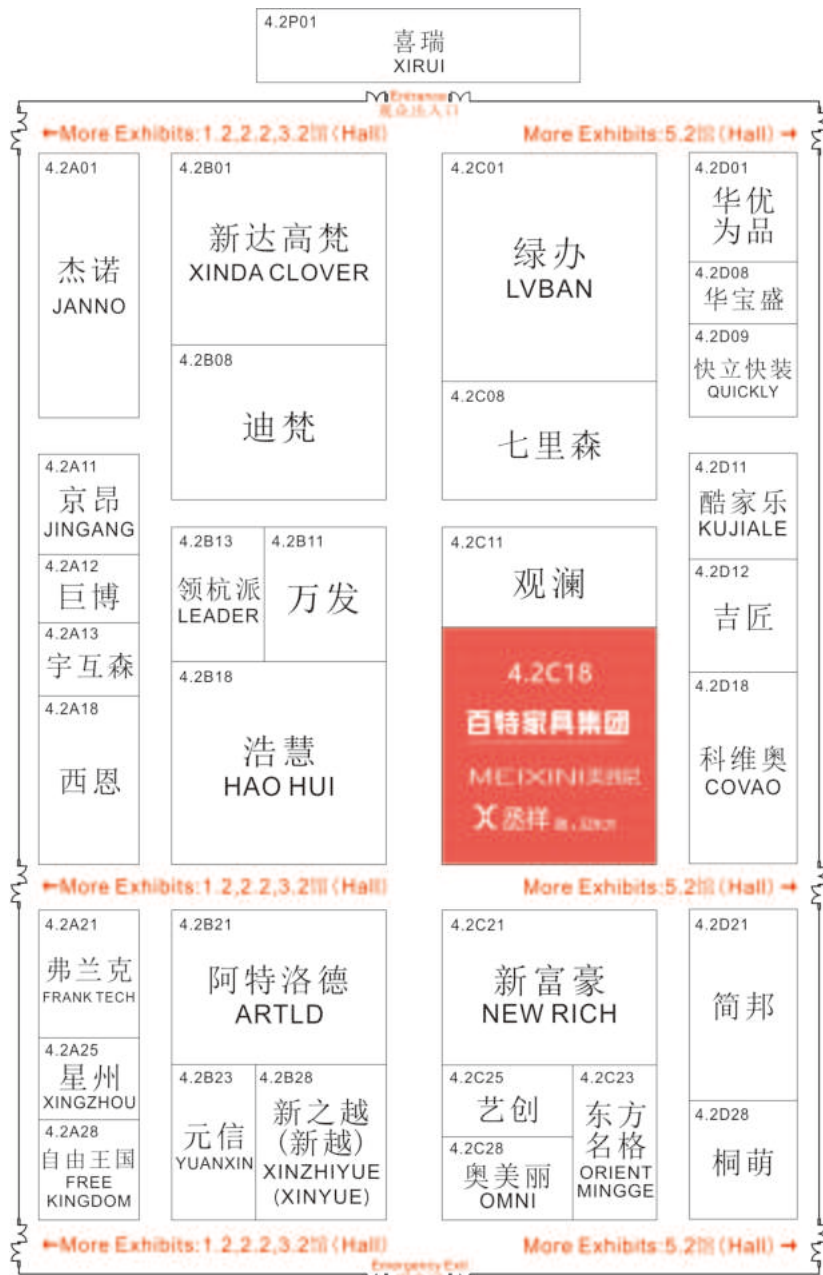 4.2P01
喜瑞
XIRUI
Entrance
观众出入口
←More Exhibits:1.2,2.2,3.2馆(Hall)
More Exhibits:5.2馆(Hall)→
4.2A01
杰诺
JANNO
4.2B01
新达高梵
XINDA CLOVER
4.2C01
绿办
LVBAN
4.2D01
华优
为品
4.2D08
华宝盛
4.2D09
快立快装
QUICKLY
4.2B08
迪梵
4.2C08
七里森
4.2A11
京昂
JINGANG
4.2A12
巨博
4.2A13
宇互森
4.2A18
西恩
4.2B13
领杭派
LEADER
4.2B11
万发
4.2B18
浩慧
HAO HUI
4.2C11
观澜
4.2C18
百特家具集团
MEIXINI
丞样
4.2D11
酷家乐
KUJIALE
4.2D12
吉匠
4.2D18
科维奥
COVAO
←More Exhibits:1.2,2.2,3.2馆(Hall)
More Exhibits:5.2馆(Hall)→
4.2A21
弗兰克
FRANK TECH
4.2A25
星州
XINGZHOU
4.2A28
自由王国
FREE
KINGDOM
4.2B21
阿特洛德
ARTLD
4.2B23
元信
YUANXIN
4.2B28
新之越
(新越)
XINZHIYUE
(XINYUE)
4.2C21
新富豪
NEW RICH
4.2C25
艺创
4.2C28
奥美丽
OMNI
4.2C23
东方
名格
ORIENT
MINGGE
4.2D21
简邦
4.2D28
桐萌
←More Exhibits:1.2,2.2,3.2馆(Hall)
More Exhibits:5.2馆(Hall)→
Emergency Exit